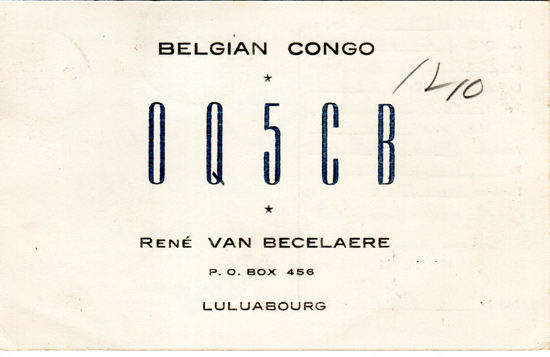 BELGIAN CONGO
*
OQ5CB
*
RENÉ VAN BECELAERE
P. O. BOX 456
LULUABOURG